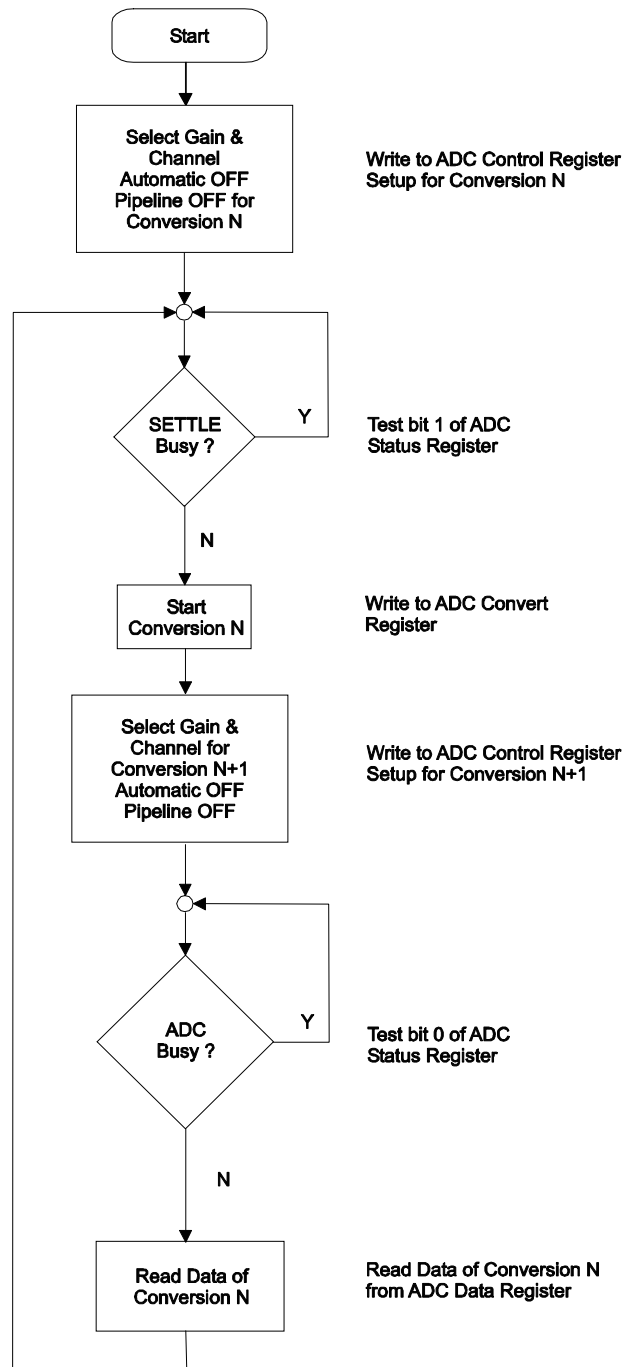 Start
Select Gain &
Channel
Automatic OFF
Pipeline OFF for
Conversion N
Write to ADC Control Register
Setup for Conversion N
SETTLE
Busy ?
Y
Test bit 1 of ADC
Status Register
N
Start
Conversion N
Write to ADC Convert
Register
Select Gain &
Channel for
Conversion N+1
Automatic OFF
Pipeline OFF
Write to ADC Control Register
Setup for Conversion N+1
ADC
Busy ?
Y
Test bit 0 of ADC
Status Register
N
Read Data of
Conversion N
Read Data of Conversion N
from ADC Data Register